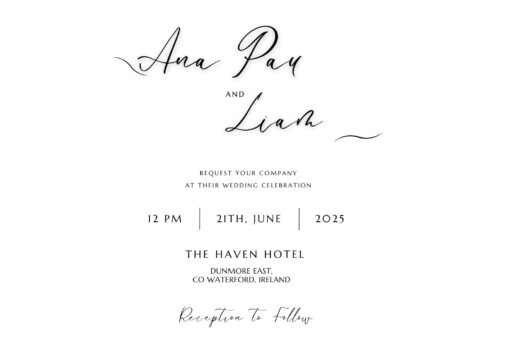 Ana Pau
AND
Liam
REQUEST YOUR COMPANY
AT THEIR WEDDING CELEBRATION
12 PM | 21TH, JUNE | 2025
THE HAVEN HOTEL
DUNMORE EAST,
CO WATERFORD, IRELAND
Reception to Follow